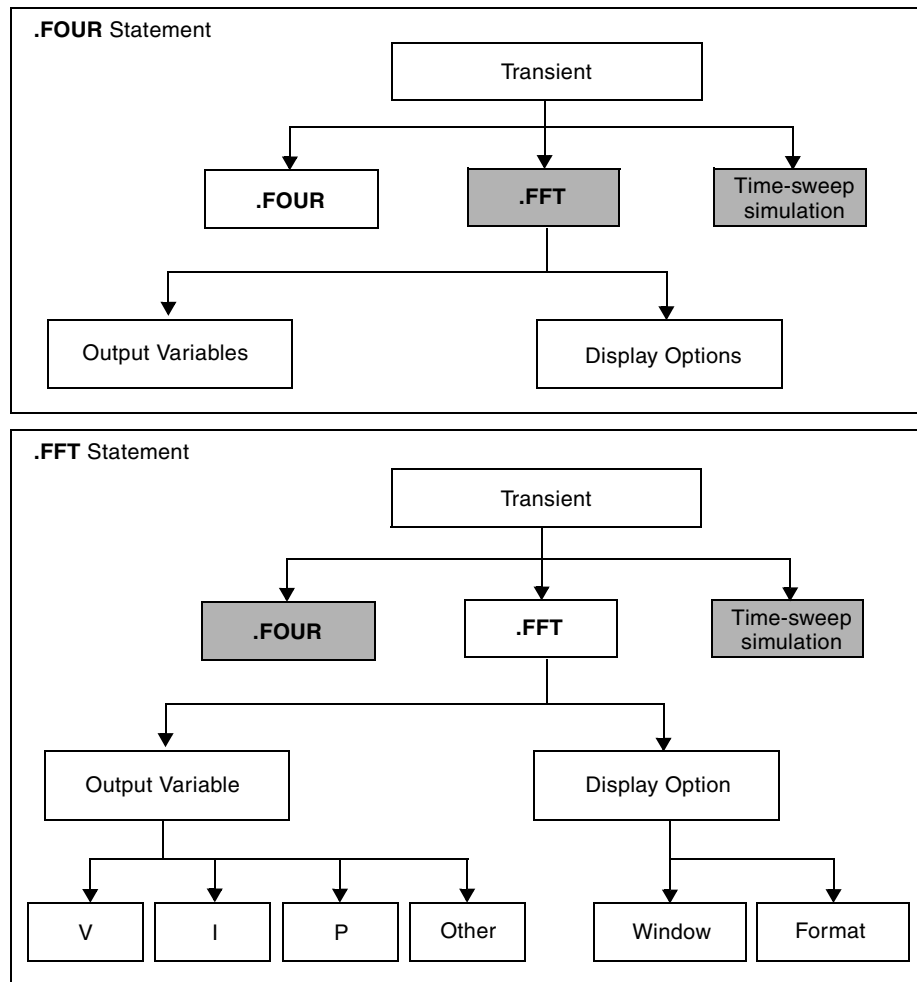 .FOUR Statement
Transient
.FOUR
.FFT
Time-sweep
simulation
Output Variables
Display Options
.FFT Statement
Transient
.FOUR
.FFT
Time-sweep
simulation
Output Variable
Display Option
V
I
P
Other
Window
Format